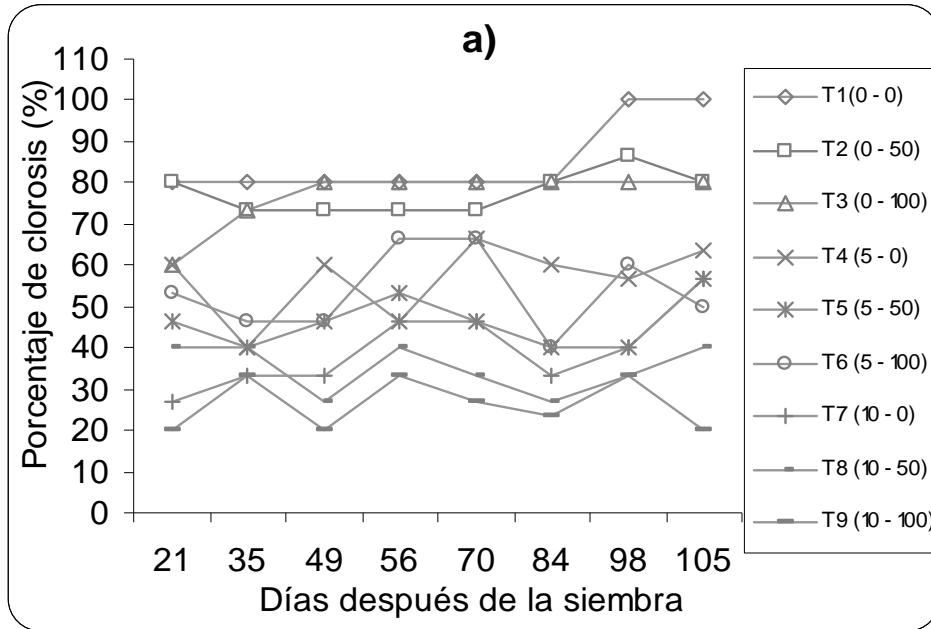 a)
Porcentaje de clorosis (%)
110
100
90
80
70
60
50
40
30
20
10
0
21 35 49 56 70 84 98 105
Días después de la siembra
T1(0 - 0)
T2 (0 - 50)
T3 (0 - 100)
T4 (5 - 0)
T5 (5 - 50)
T6 (5 - 100)
T7 (10 - 0)
T8 (10 - 50)
T9 (10 - 100)